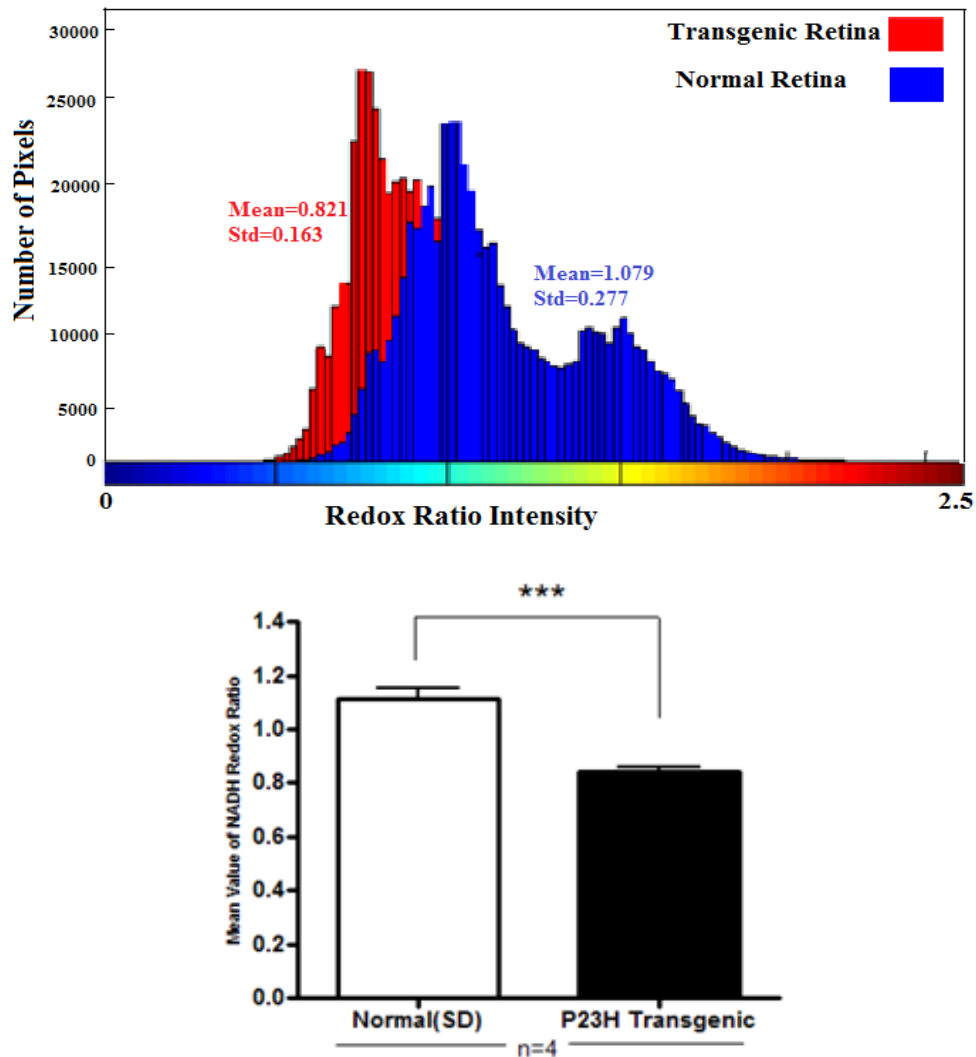 30000
25000
20000
15000
10000
5000
0
Number of Pixels
Transgenic Retina
Normal Retina
Mean=0.821
Std=0.163
Mean=1.079
Std=0.277
0
2.5
Redox Ratio Intensity
***
1.4
1.2
1.0
0.8
0.6
0.4
0.2
0.0
Mean Value of NADH Redox Ratio
Normal(SD)
P23H Transgenic
n=4